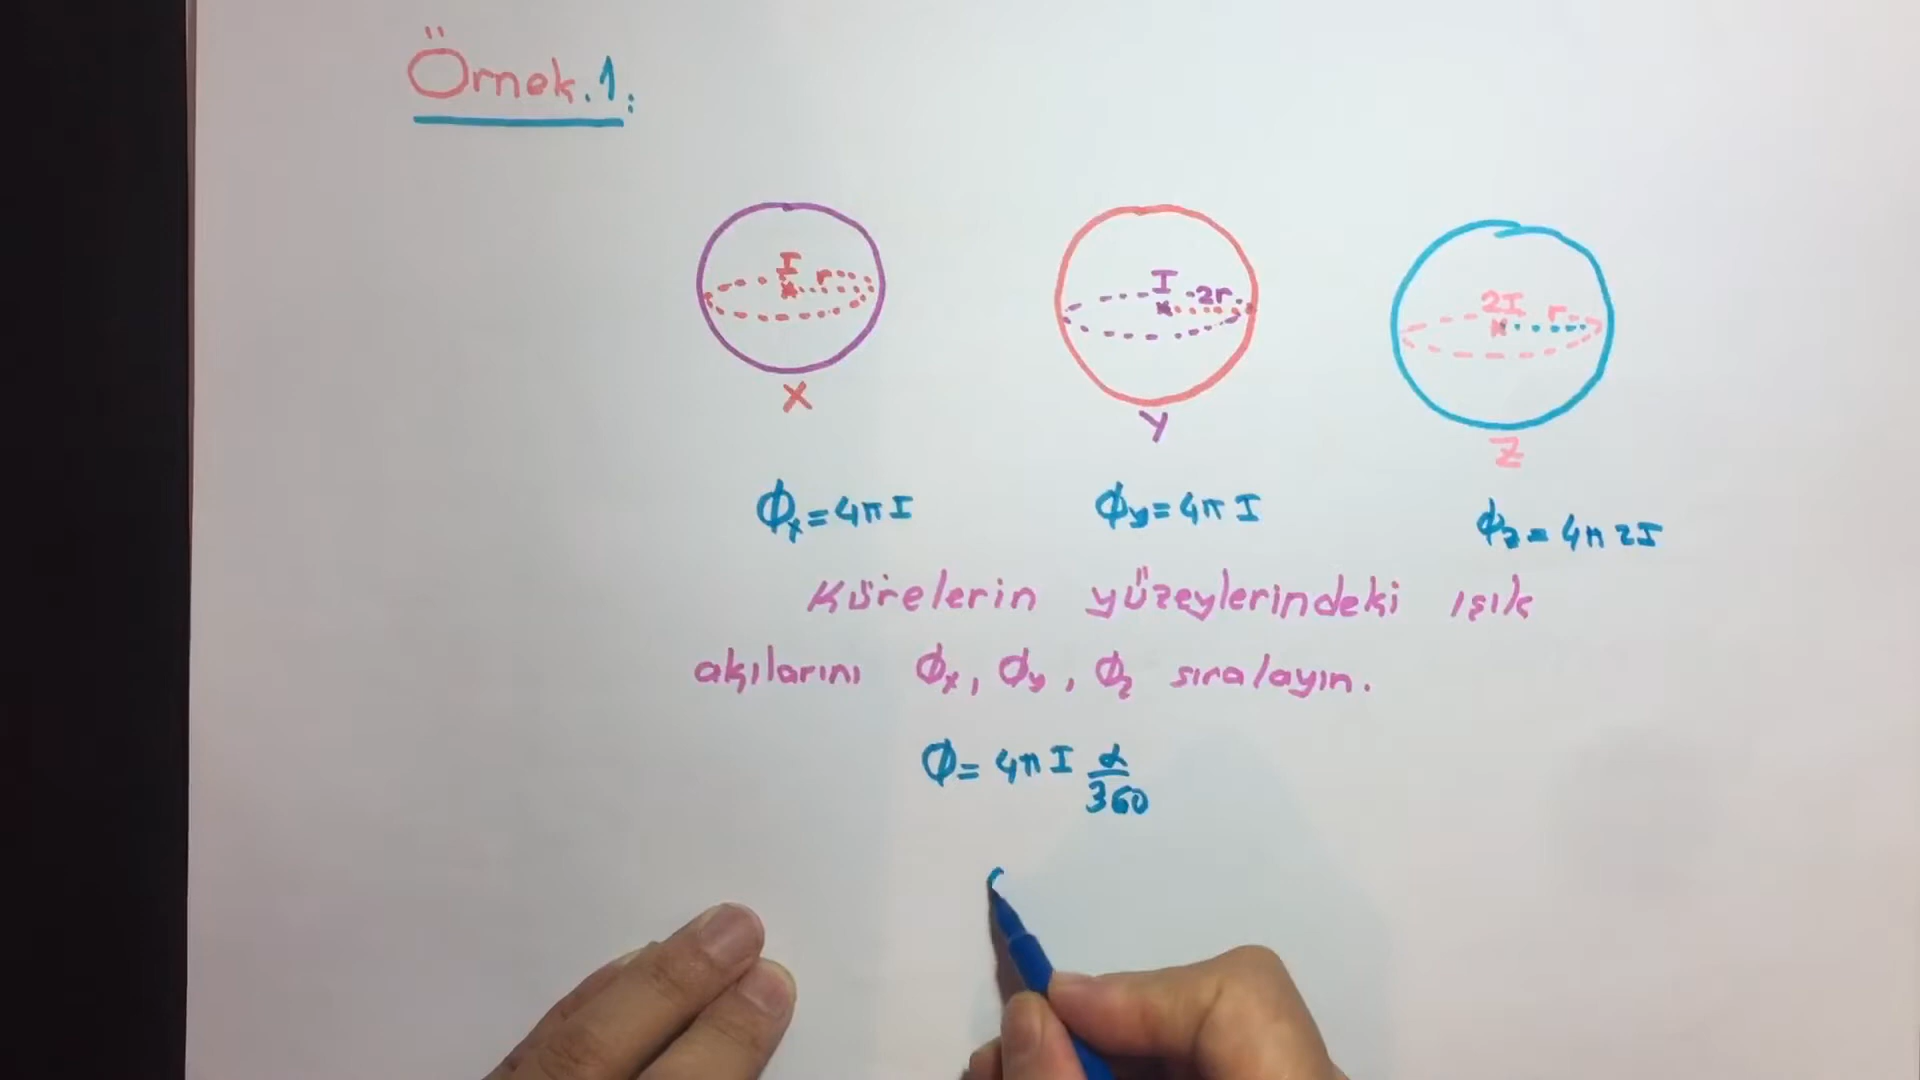 Örnek.1:
I r
I 2r
2I r
X
Y
Z
Φx = 4π I
Φy = 4π I
Φz = 4π 2I
Kürelerin yüzeylerindeki ışık
akılarını Φx, Φy, Φz sıralayın.
Φ = 4π I α/360